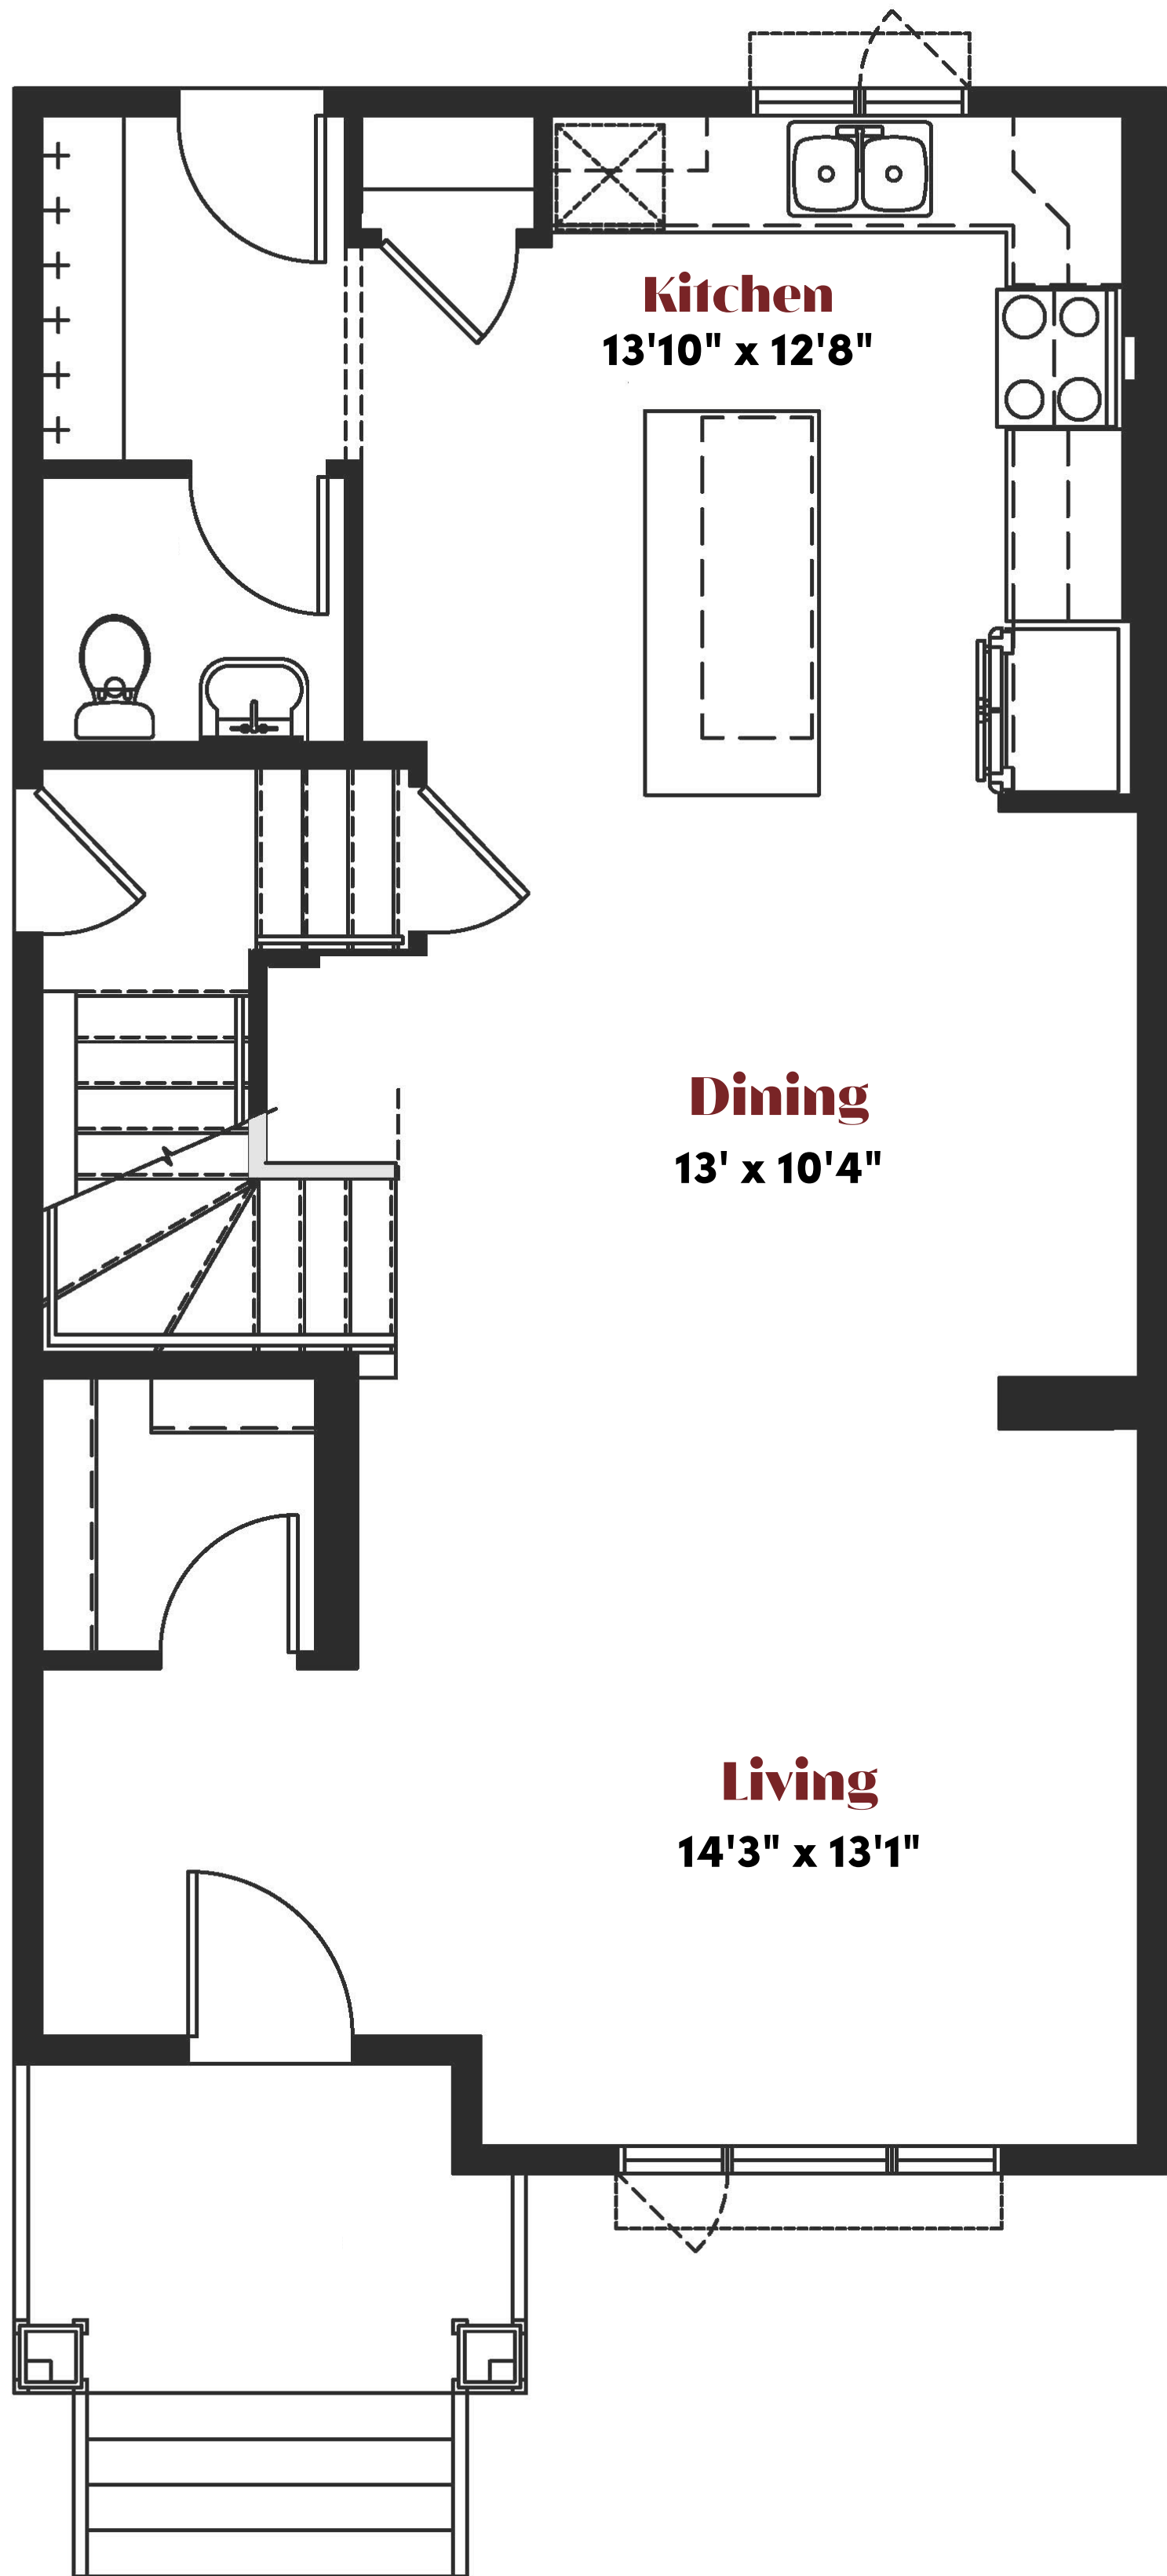 Kitchen
13'10" x 12'8"
Dining
13' x 10'4"
Living
14'3" x 13'1"